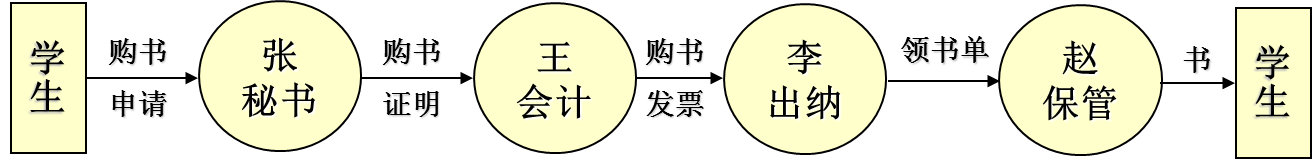 学生
购书
申请
张
秘书
购书
证明
王
会计
购书
发票
李
出纳
领书单
赵
保管
书
学生